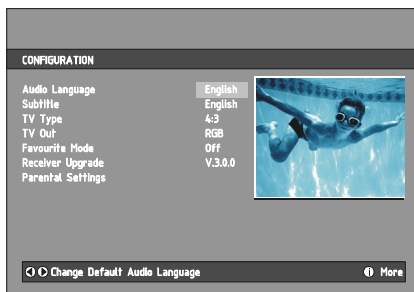 CONFIGURATION
Audio Language English
Subtitle English
TV Type 4:3
TV Out RGB
Favourite Mode Off
Receiver Upgrade V.3.0.0
Parental Settings
Change Default Audio Language More